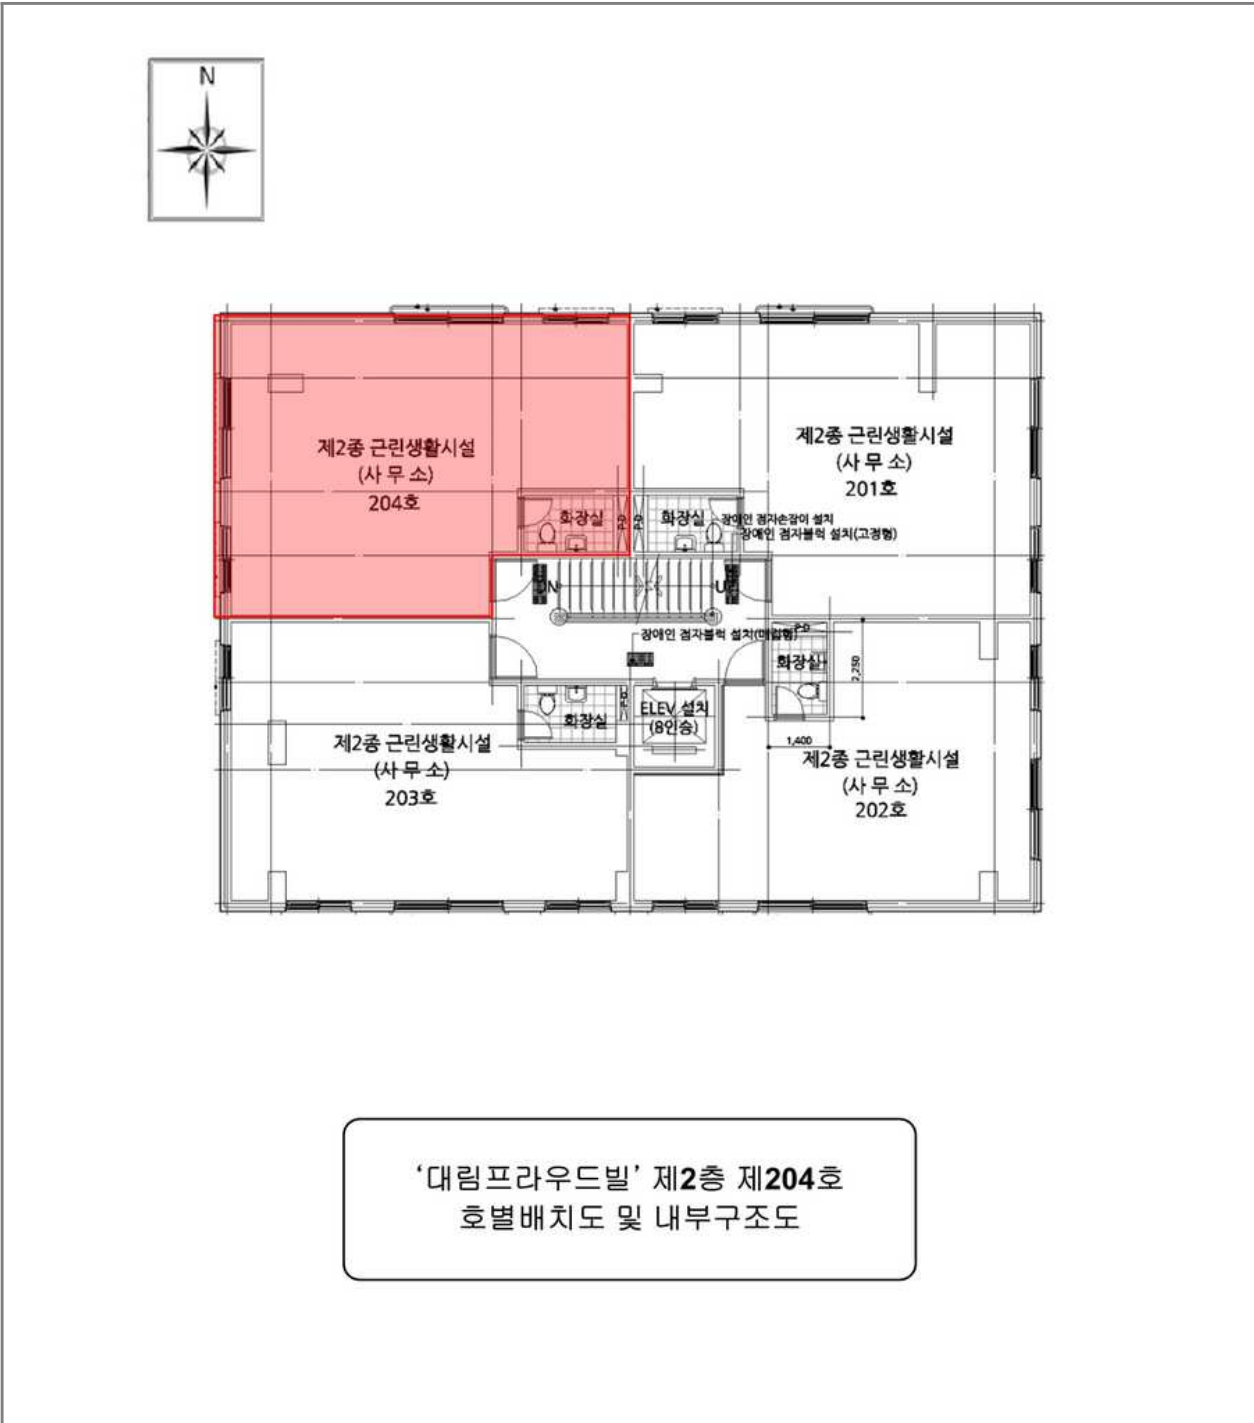 N
제2종 근린생활시설
(사 무 소)
204호
제2종 근린생활시설
(사 무 소)
201호
화장실
P.D
P.D
화장실
장애인 점자손잡이 설치
장애인 점자블럭 설치(고정형)
DN
UP
장애인 점자블럭 설치(매립형)
P.D
화장실
2,250
1,400
화장실
P.D
ELEV 설치
(8인승)
제2종 근린생활시설
(사 무 소)
203호
제2종 근린생활시설
(사 무 소)
202호
‘대림프라우드빌’ 제2층 제204호
호별배치도 및 내부구조도